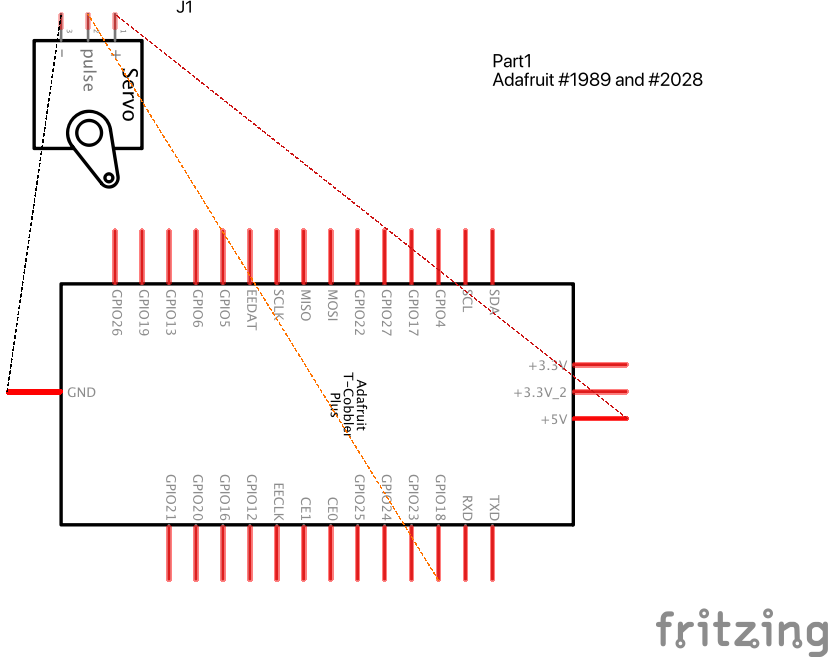 J1
3
2
1
−
pulse
+
Servo
Part1
Adafruit #1989 and #2028
GPIO26
GPIO19
GPIO13
GPIO6
GPIO5
EEDAT
SCLK
MISO
MOSI
GPIO22
GPIO27
GPIO17
GPIO4
SCL
SDA
+3.3V
+3.3V_2
+5V
GND
Adafruit
T-Cobbler
Plus
GPIO21
GPIO20
GPIO16
GPIO12
EECLK
CE1
CE0
GPIO25
GPIO24
GPIO23
GPIO18
RXD
TXD
fritzing